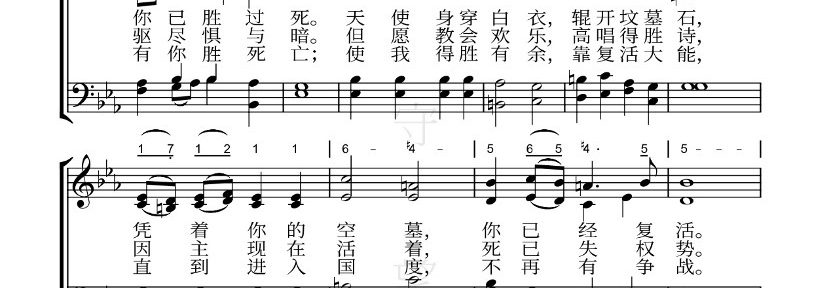 你已胜过死。天使身穿白衣,辊开坟墓石,
驱尽惧与暗。但愿教会欢乐,高唱得胜诗,
有你胜死亡;使我得胜有余,靠复活大能,
1 7 1 2 1 1 | 6 - 4 - | 5 6 5 4. 5 | 5 - - |
凭着你的空墓,你已经复活。
因主现在活着,死已失权势。
直到进入国度,不再有争战。